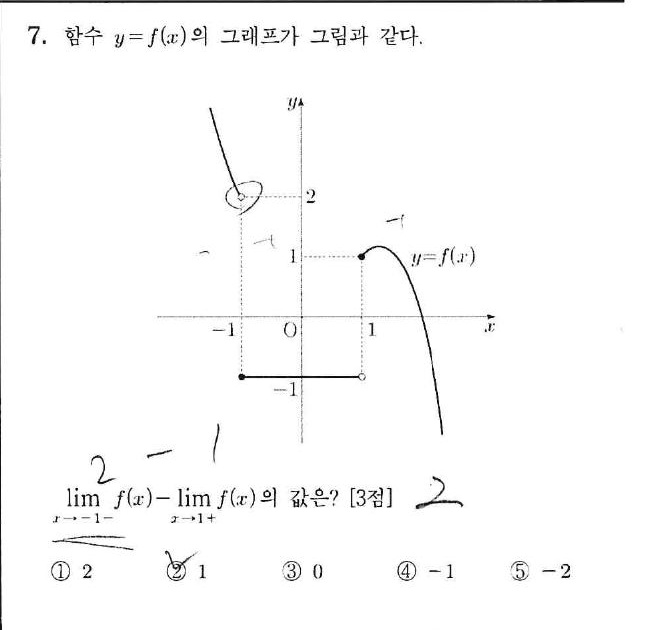 7. 함수 y=f(x)의 그래프가 그림과 같다.
y
2
1
y=f(x)
-1 O 1 x
-1
2 - 1
lim f(x)- lim f(x)의 값은? [3점] 2
x→-1- x→1+
① 2 ② 1 ③ 0 ④ -1 ⑤ -2